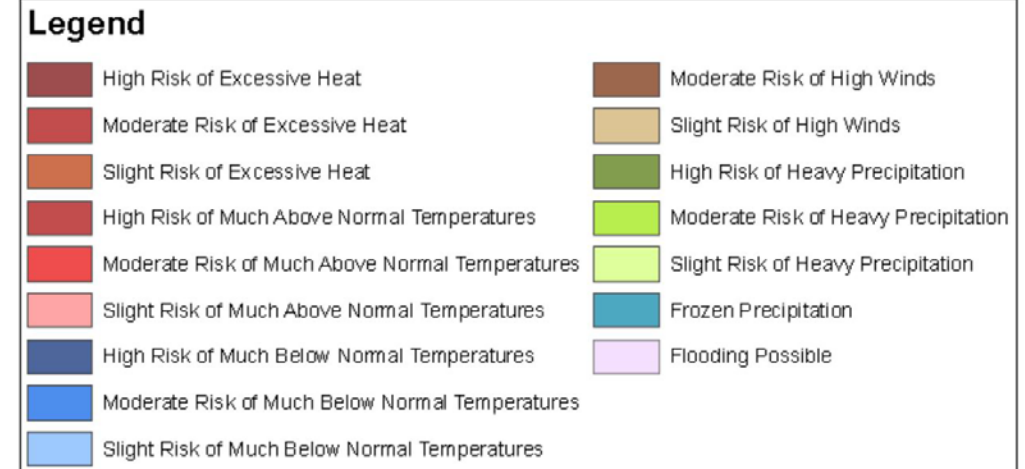 Legend
High Risk of Excessive Heat
Moderate Risk of Excessive Heat
Slight Risk of Excessive Heat
High Risk of Much Above Normal Temperatures
Moderate Risk of Much Above Normal Temperatures
Slight Risk of Much Above Normal Temperatures
High Risk of Much Below Normal Temperatures
Moderate Risk of Much Below Normal Temperatures
Slight Risk of Much Below Normal Temperatures
Moderate Risk of High Winds
Slight Risk of High Winds
High Risk of Heavy Precipitation
Moderate Risk of Heavy Precipitation
Slight Risk of Heavy Precipitation
Frozen Precipitation
Flooding Possible